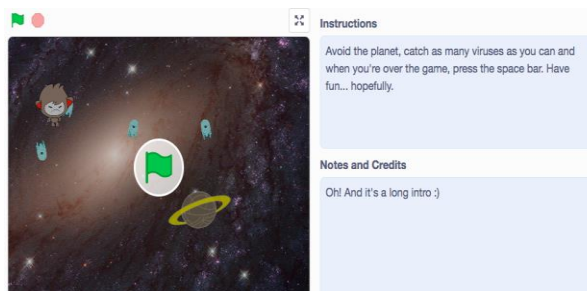 Instructions
Avoid the planet, catch as many viruses as you can and
when you're over the game, press the space bar. Have
fun... hopefully.
Notes and Credits
Oh! And it's a long intro :)